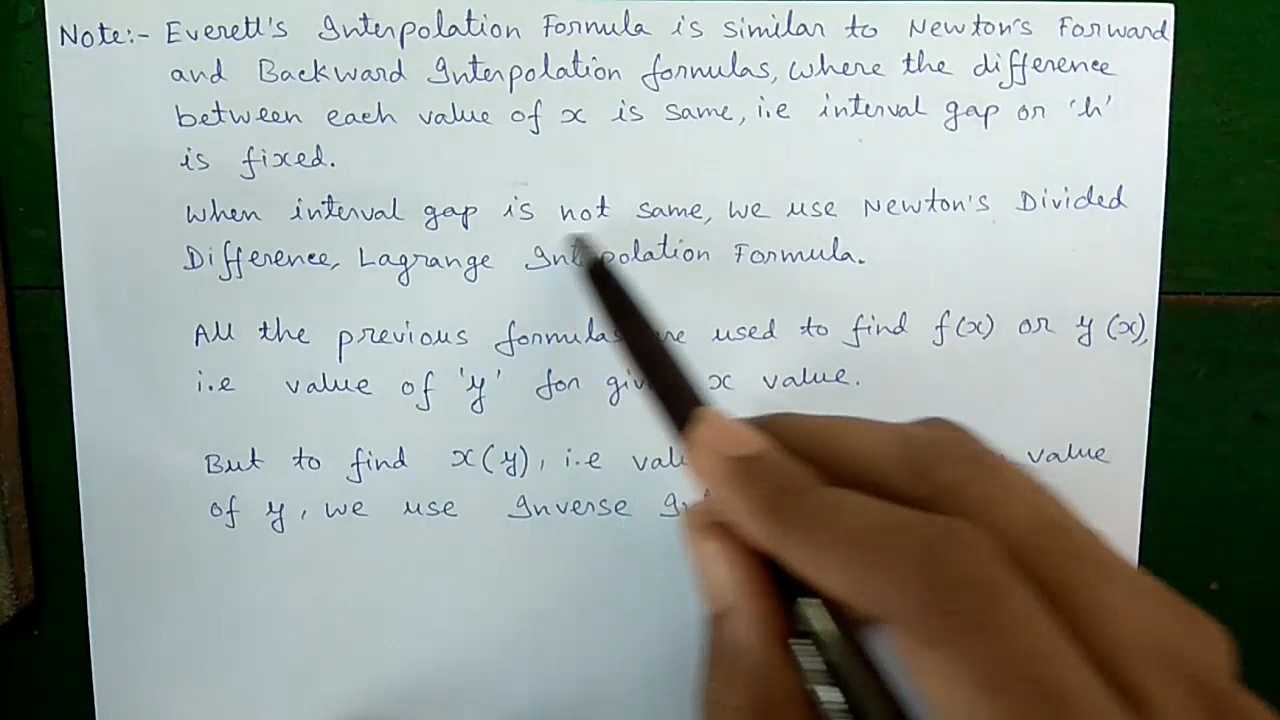 Note:- Everett's Interpolation Formula is similar to Newton's Forward
and Backward Interpolation formulas, where the difference
between each value of x is same, i.e interval gap or 'h'
is fixed.
When interval gap is not same, we use Newton's Divided
Difference, Lagrange Interpolation Formula.
All the previous formulas are used to find f(x) or y(x),
i.e value of 'y' for given x value.
But to find x(y), i.e value
of y, we use Inverse